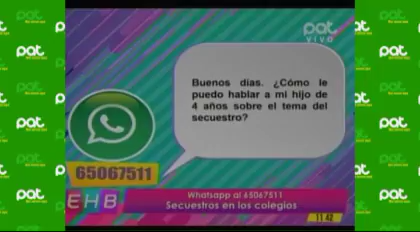 pat
VIVO
Buenos días. ¿Cómo le
puedo hablar a mi hijo de
4 años sobre el tema del
secuestro?
65067511
EHB
Whatsapp al 65067511
Secuestros en los colegios
11:42